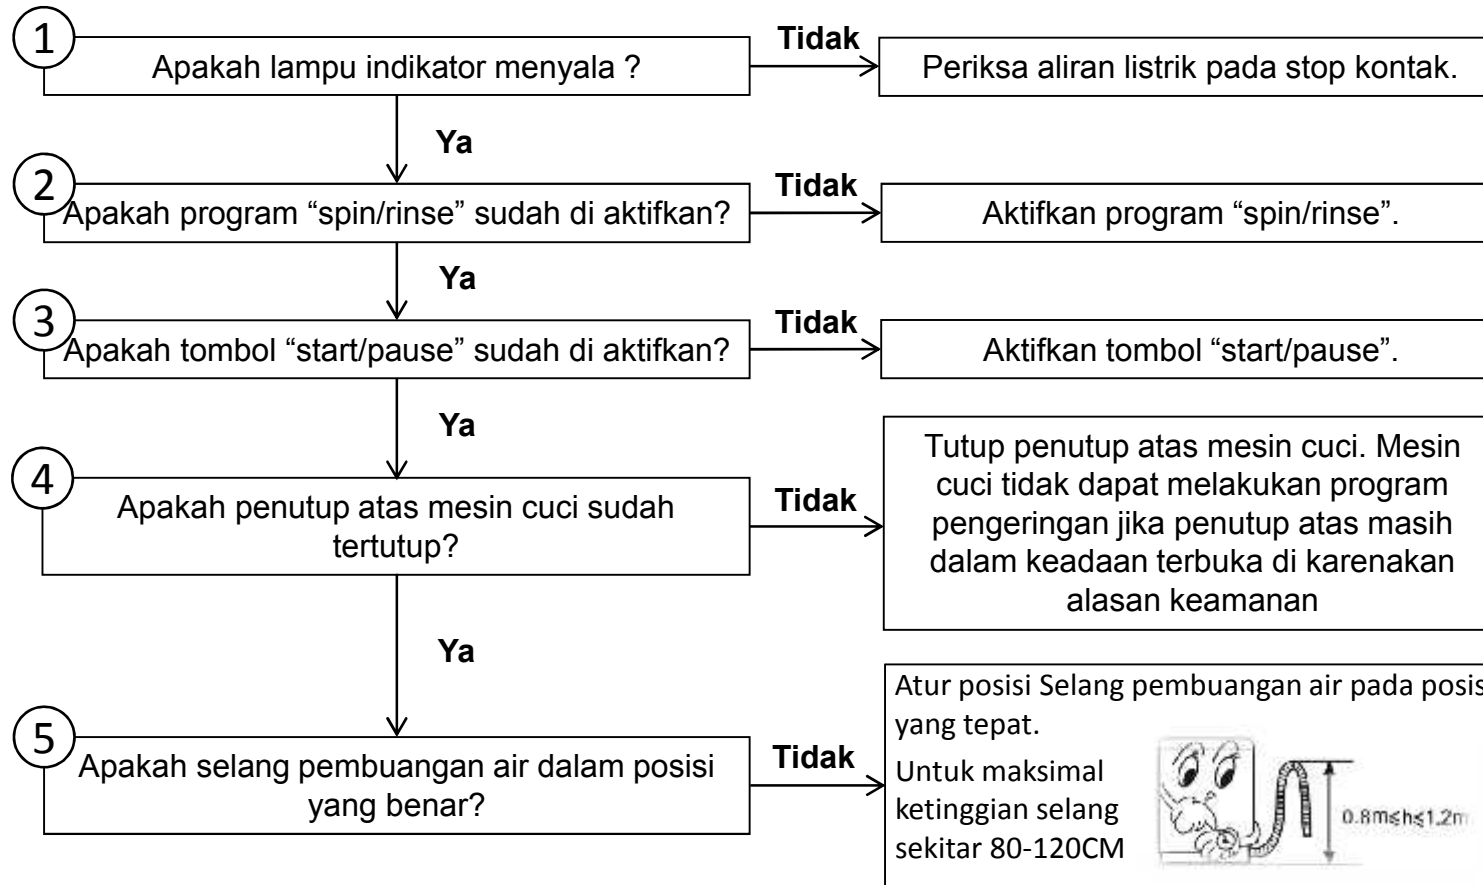 1
Apakah lampu indikator menyala ?
Tidak
Periksa aliran listrik pada stop kontak.
Ya
2
Apakah program “spin/rinse” sudah di aktifkan?
Tidak
Aktifkan program “spin/rinse”.
Ya
3
Apakah tombol “start/pause” sudah di aktifkan?
Tidak
Aktifkan tombol “start/pause”.
Ya
4
Apakah penutup atas mesin cuci sudah
tertutup?
Tidak
Tutup penutup atas mesin cuci. Mesin
cuci tidak dapat melakukan program
pengeringan jika penutup atas masih
dalam keadaan terbuka di karenakan
alasan keamanan
Ya
5
Apakah selang pembuangan air dalam posisi
yang benar?
Tidak
Atur posisi Selang pembuangan air pada posis
yang tepat.
Untuk maksimal
ketinggian selang
sekitar 80-120CM
0.8m≤h≤1.2m